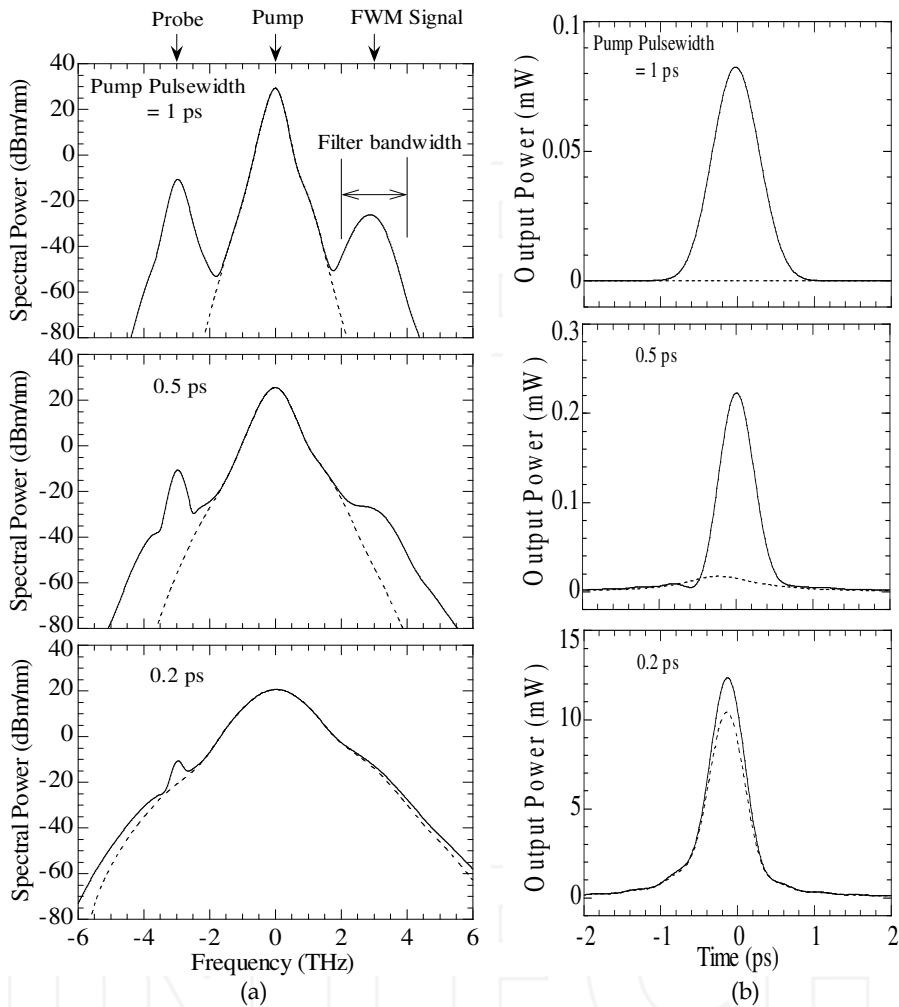 Probe Pump FWM Signal
40
20
0
-20
-40
-60
-80
Spectral Power (dBm/nm)
Pump Pulsewidth
= 1 ps
Filter bandwidth
40
20
0
-20
-40
-60
-80
Spectral Power (dBm/nm)
0.5 ps
40
20
0
-20
-40
-60
-80
Spectral Power (dBm/nm)
0.2 ps
-6 -4 -2 0 2 4 6
Frequency (THz)
(a)
0.1
0.05
0
Output Power (mW)
Pump Pulsewidth
= 1 ps
0.3
0.2
0.1
0
Output Power (mW)
0.5 ps
15
10
5
0
Output Power (mW)
0.2 ps
-2 -1 0 1 2
Time (ps)
(b)